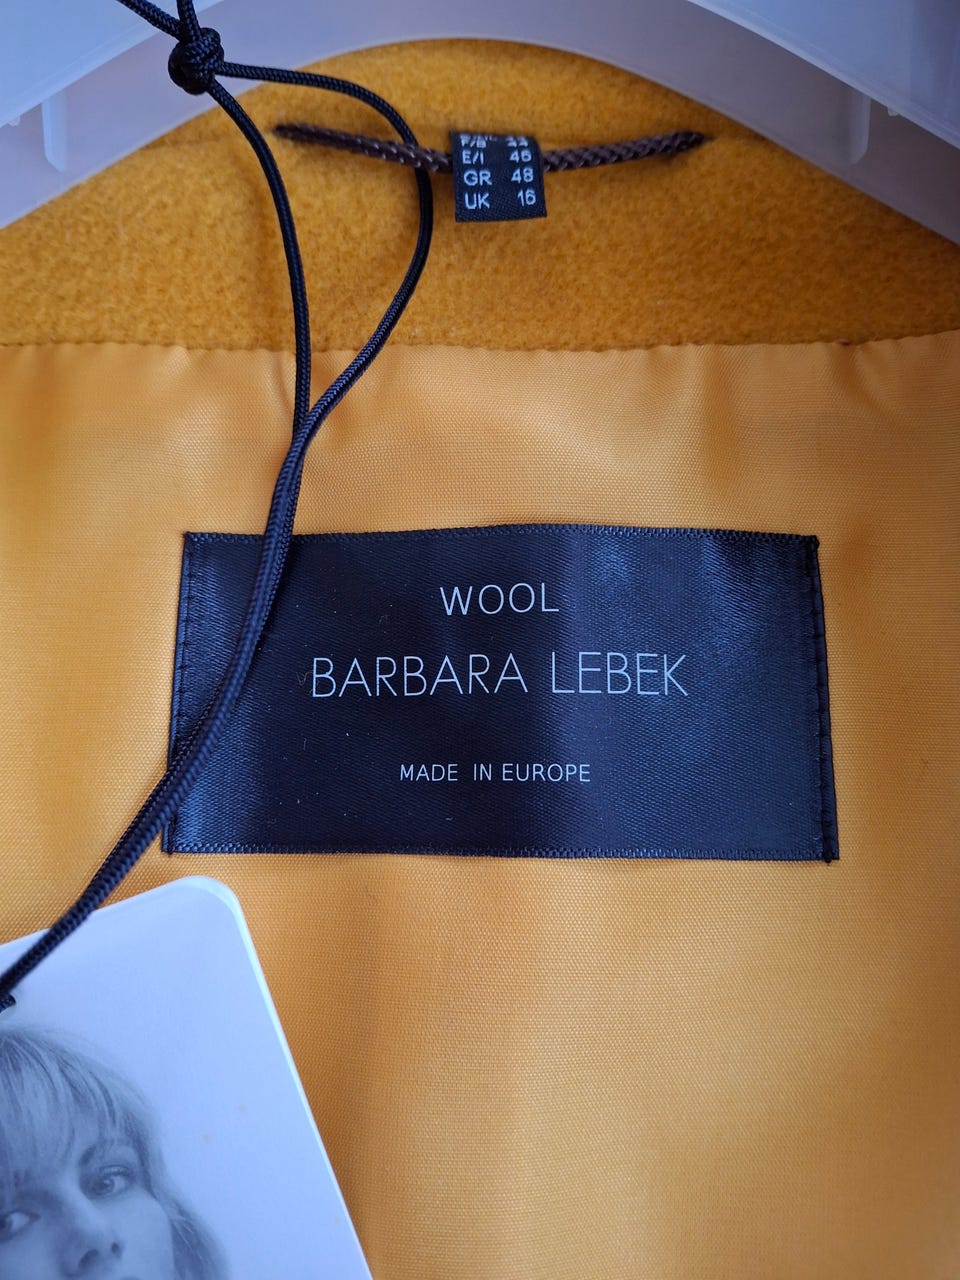 E/I 46
GR 48
UK 16
WOOL
BARBARA LEBEK
MADE IN EUROPE